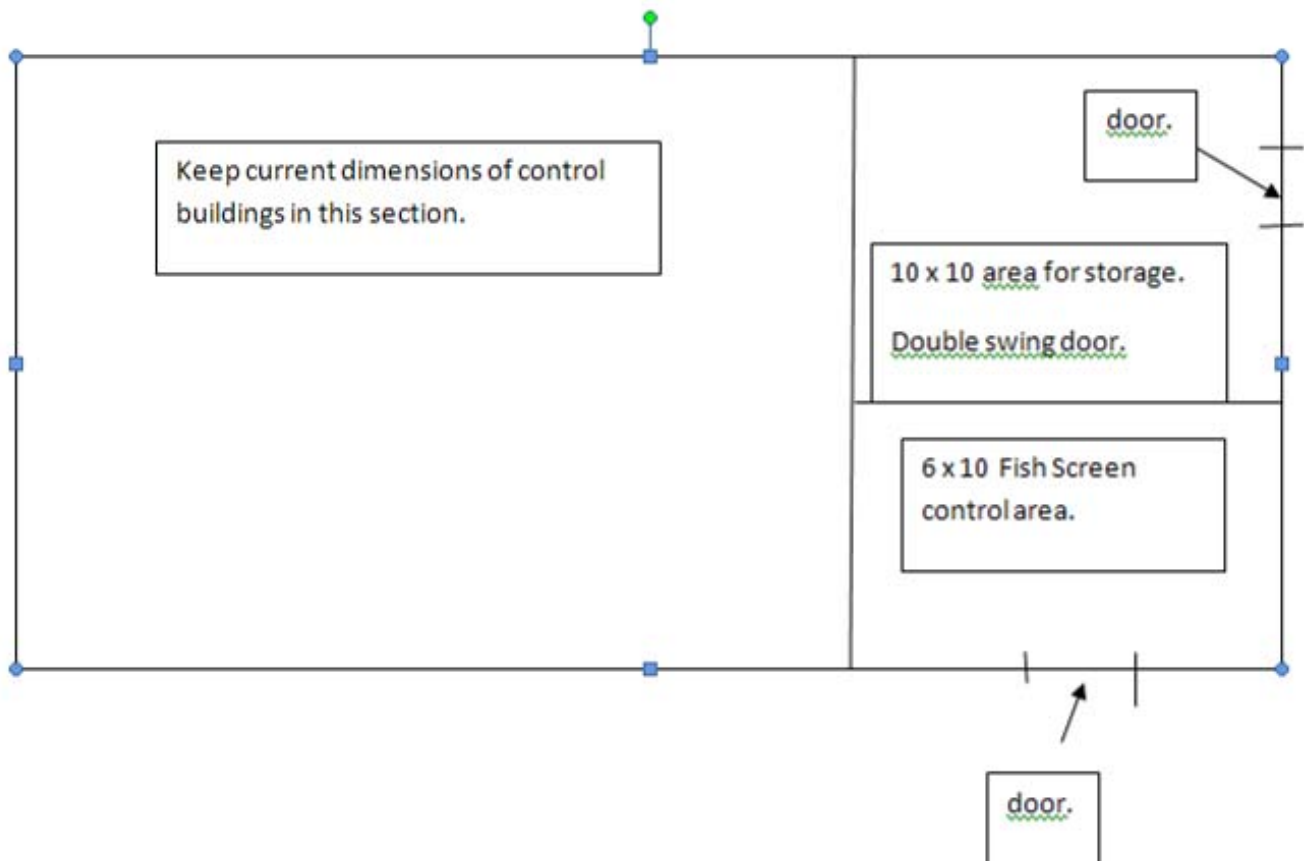 door.
Keep current dimensions of control
buildings in this section.
10 x 10 area for storage.
Double swing door.
6 x 10 Fish Screen
control area.
door.